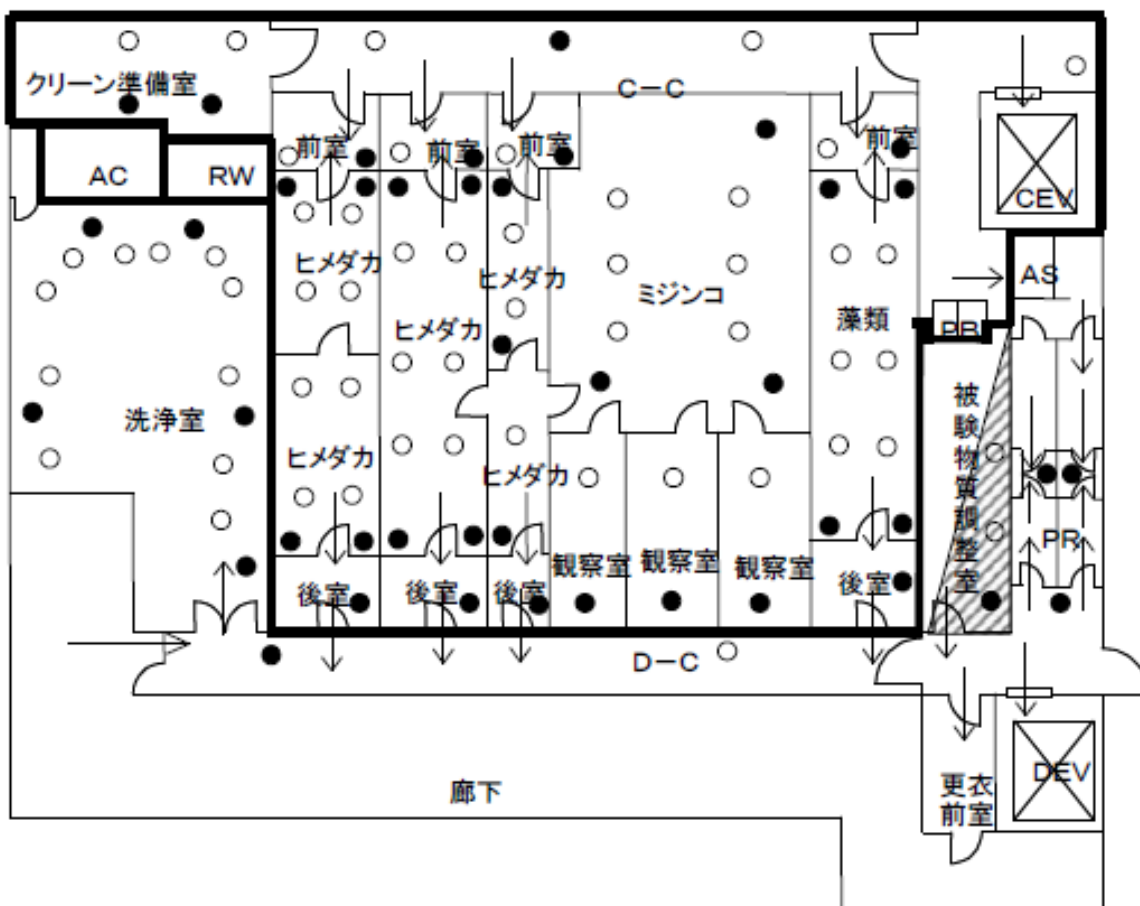 クリーン準備室
C－C
前室
前室
前室
前室
AC
RW
CEV
ヒメダカ
ヒメダカ
ミジンコ
AS
藻類
PB
ヒメダカ
被験物質調整室
洗浄室
ヒメダカ
ヒメダカ
PR
観察室
観察室
観察室
後室
後室
後室
後室
D－C
廊下
更衣
前室
DEV